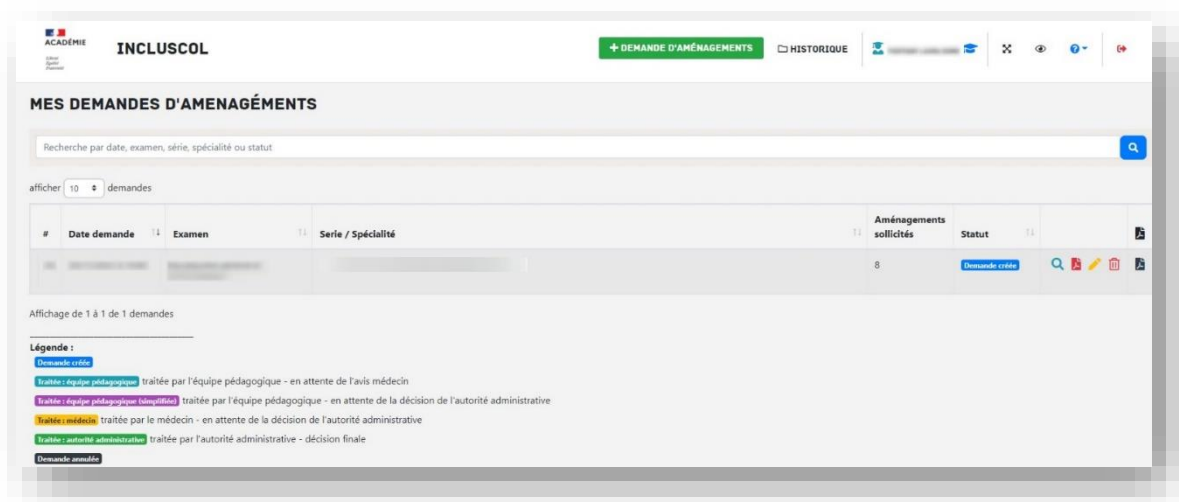 ACADÉMIE
Liberté
Égalité
Fraternité
INCLUSCOL
+ DEMANDE D'AMÉNAGEMENTS
HISTORIQUE
MES DEMANDES D'AMENAGÉMENTS
Recherche par date, examen, série, spécialité ou statut
afficher 10 demandes
# Date demande Examen Serie / Spécialité Aménagements sollicités Statut
8 Demande créée
Affichage de 1 à 1 de 1 demandes
Légende :
Demande créée
Traitée : équipe pédagogique traitée par l'équipe pédagogique - en attente de l'avis médecin
Traitée : équipe pédagogique (simplifiée) traitée par l'équipe pédagogique - en attente de la décision de l'autorité administrative
Traitée : médecin traitée par le médecin - en attente de la décision de l'autorité administrative
Traitée : autorité administrative traitée par l'autorité administrative - décision finale
Demande annulée